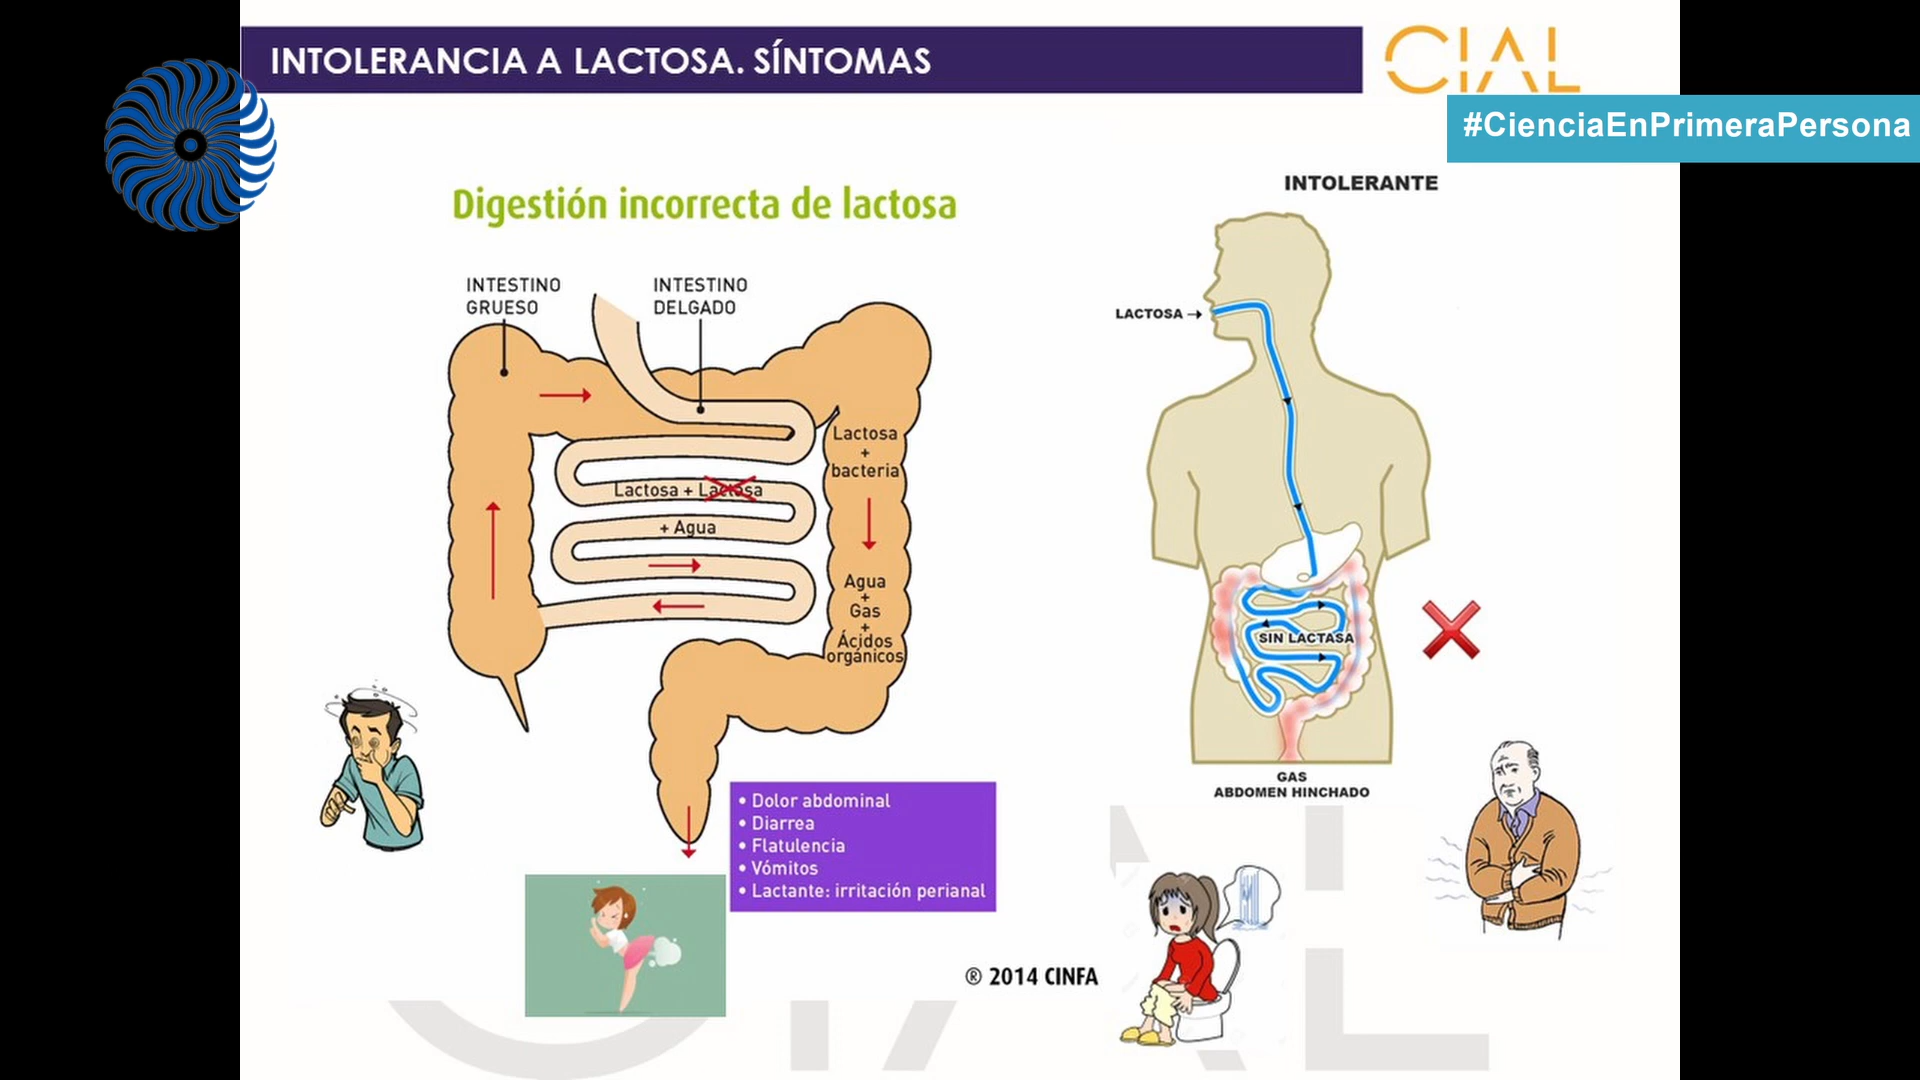 INTOLERANCIA A LACTOSA. SÍNTOMAS
CIAL
#CienciaEnPrimeraPersona
Digestión incorrecta de lactosa
INTESTINO
GRUESO
INTESTINO
DELGADO
Lactosa
+
bacteria
Lactosa + Lactosa
+ Agua
Agua
+
Gas
+
Ácidos
orgánicos
• Dolor abdominal
• Diarrea
• Flatulencia
• Vómitos
• Lactante: irritación perianal
® 2014 CINFA
INTOLERANTE
LACTOSA
SIN LACTASA
GAS
ABDOMEN HINCHADO